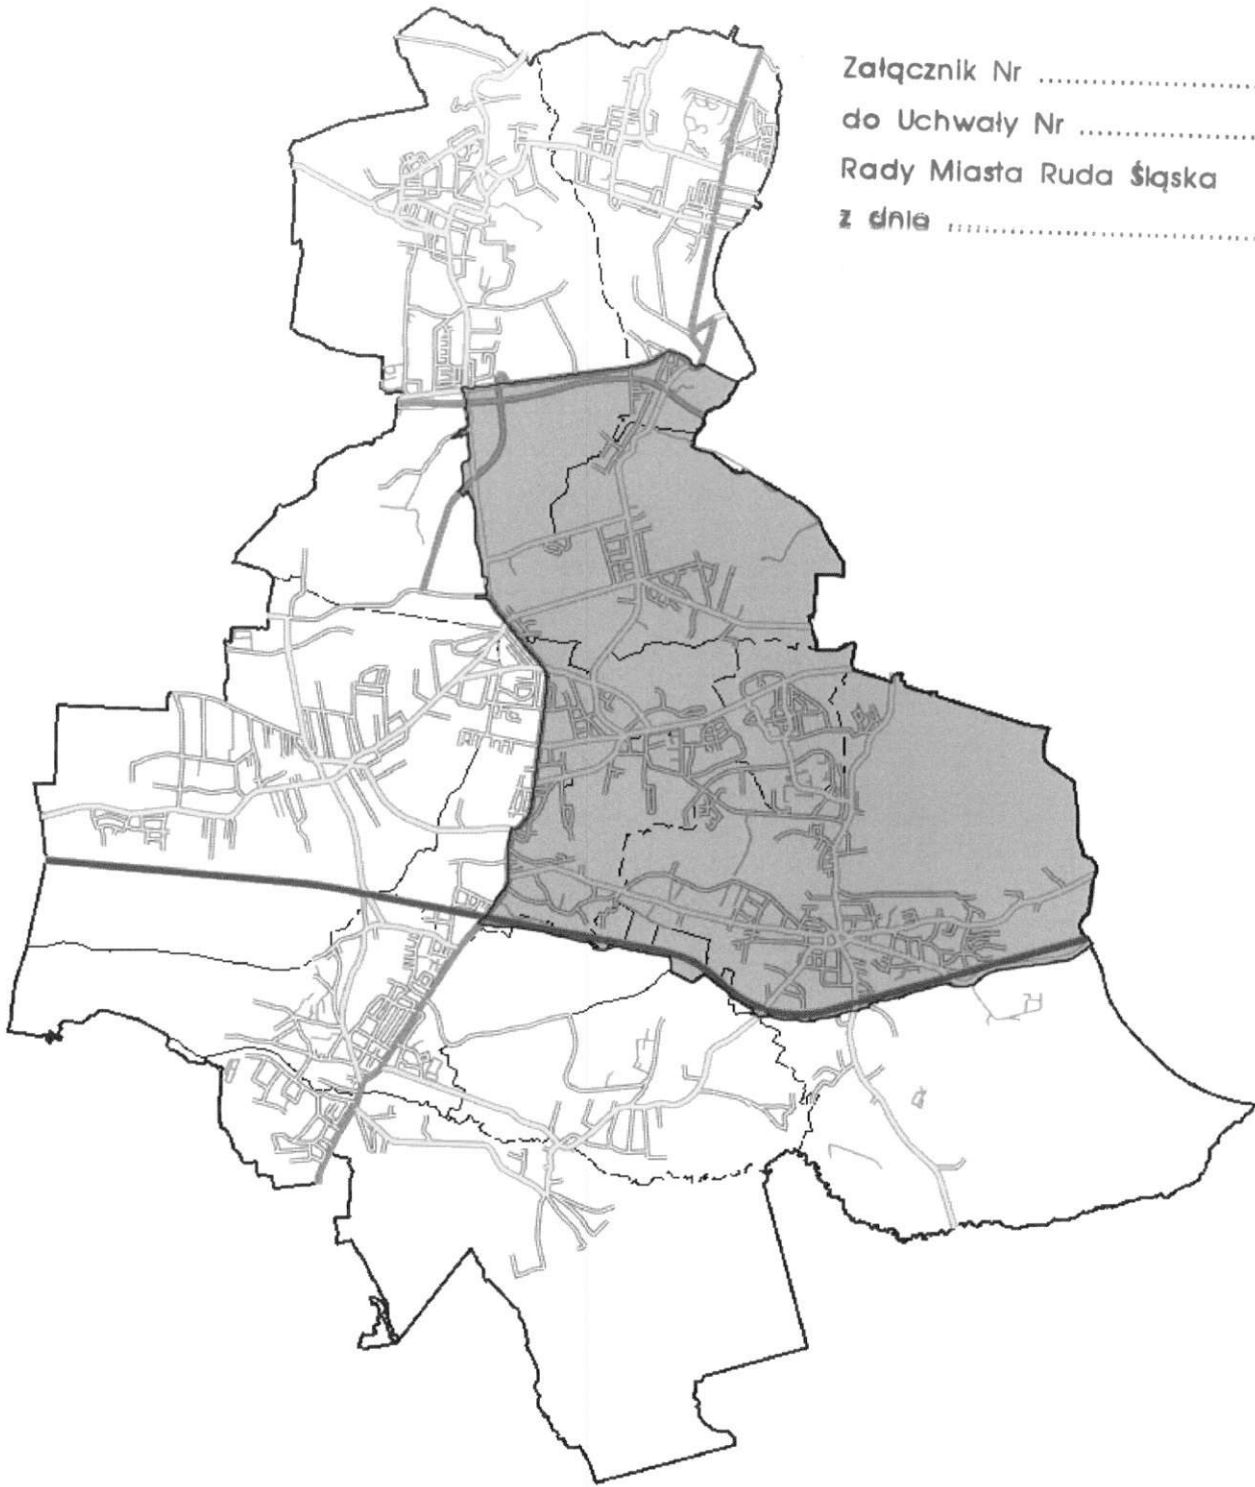 Załącznik Nr ..............................
do Uchwały Nr ........................
Rady Miasta Ruda Śląska
z dnia ..........................................